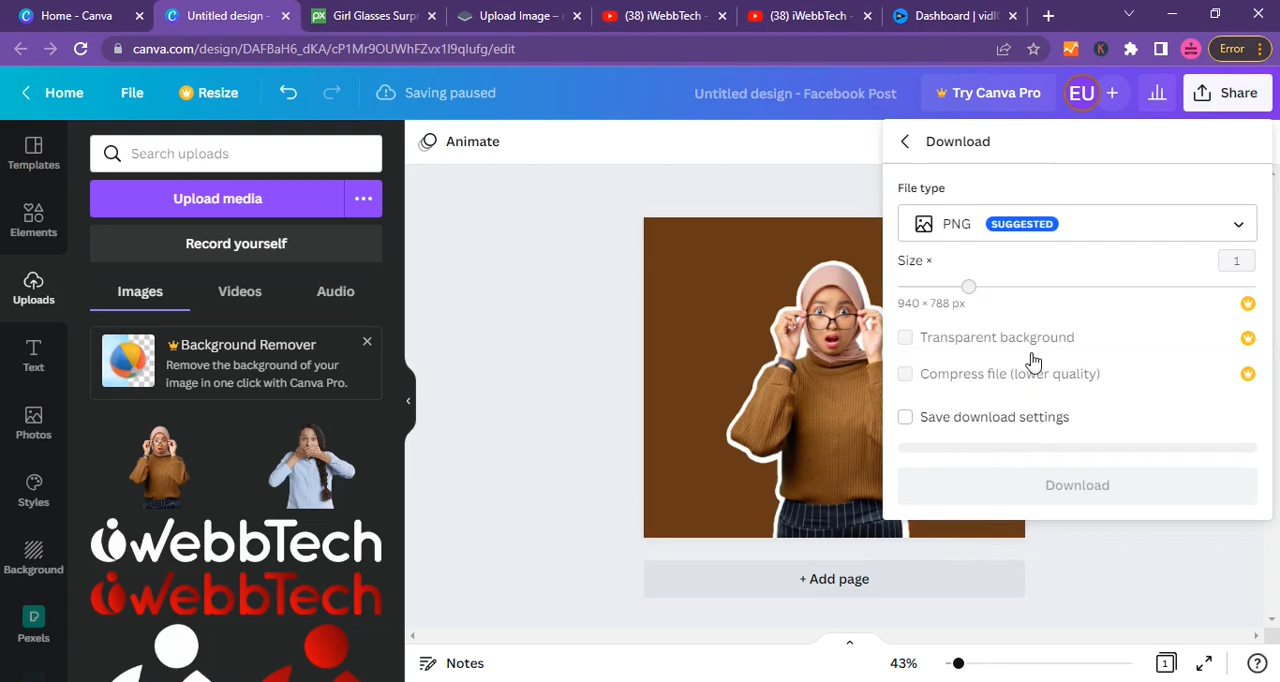 Home - Canva
Untitled design -
Girl Glasses Surp
Upload Image –
(38) iWebbTech -
(38) iWebbTech -
Dashboard | vidI
canva.com/design/DAFBaH6_dKA/cP1Mr9OUWhFZvx1I9qlufg/edit
Error
Home
File
Resize
Saving paused
Untitled design - Facebook Post
Try Canva Pro
EU
Share
Templates
Elements
Uploads
Text
Photos
Styles
Background
Pexels
Search uploads
Upload media
Record yourself
Images
Videos
Audio
Background Remover
Remove the background of your
image in one click with Canva Pro.
iWebbTech
iWebbTech
Animate
+ Add page
Notes
43%
1
Download
File type
PNG
SUGGESTED
Size ×
1
940 × 788 px
Transparent background
Compress file (lower quality)
Save download settings
Download